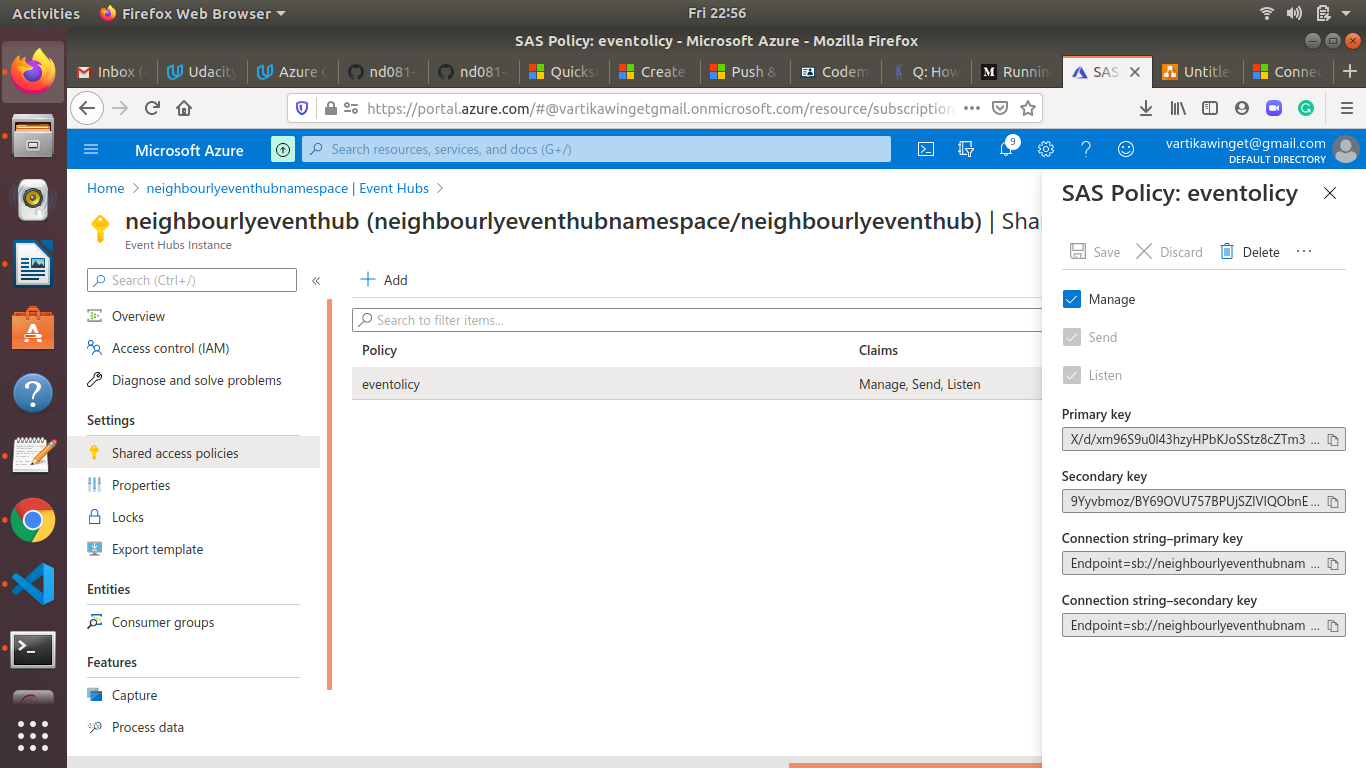 Activities Firefox Web Browser Fri 22:56
SAS Policy: eventolicy - Microsoft Azure - Mozilla Firefox
Inbox ( Udacity Azure C nd081- nd081- Quicks Create Push & Codem Q: How Runnin SAS Untitle Connec
https://portal.azure.com/#@vartikawingetgmail.onmicrosoft.com/resource/subscription
Microsoft Azure Search resources, services, and docs (G+/) 9 vartikawinget@gmail.com
DEFAULT DIRECTORY
Home > neighbourlyeventhubnamespace | Event Hubs >
neighbourlyeventhub (neighbourlyeventhubnamespace/neighbourlyeventhub) | Sha
Event Hubs Instance
Search (Ctrl+/) «
Overview
Access control (IAM)
Diagnose and solve problems
Settings
Shared access policies
Properties
Locks
Export template
Entities
Consumer groups
Features
Capture
Process data
Add
Search to filter items...
Policy Claims
eventolicy Manage, Send, Listen
SAS Policy: eventolicy
Save Discard Delete ...
Manage
Send
Listen
Primary key
X/d/xm96S9u0I43hzyHPbKJoSStz8cZTm3 ...
Secondary key
9Yyvbmoz/BY69OVU757BPUjSZIVIQObnE ...
Connection string–primary key
Endpoint=sb://neighbourlyeventhubnam ...
Connection string–secondary key
Endpoint=sb://neighbourlyeventhubnam ...